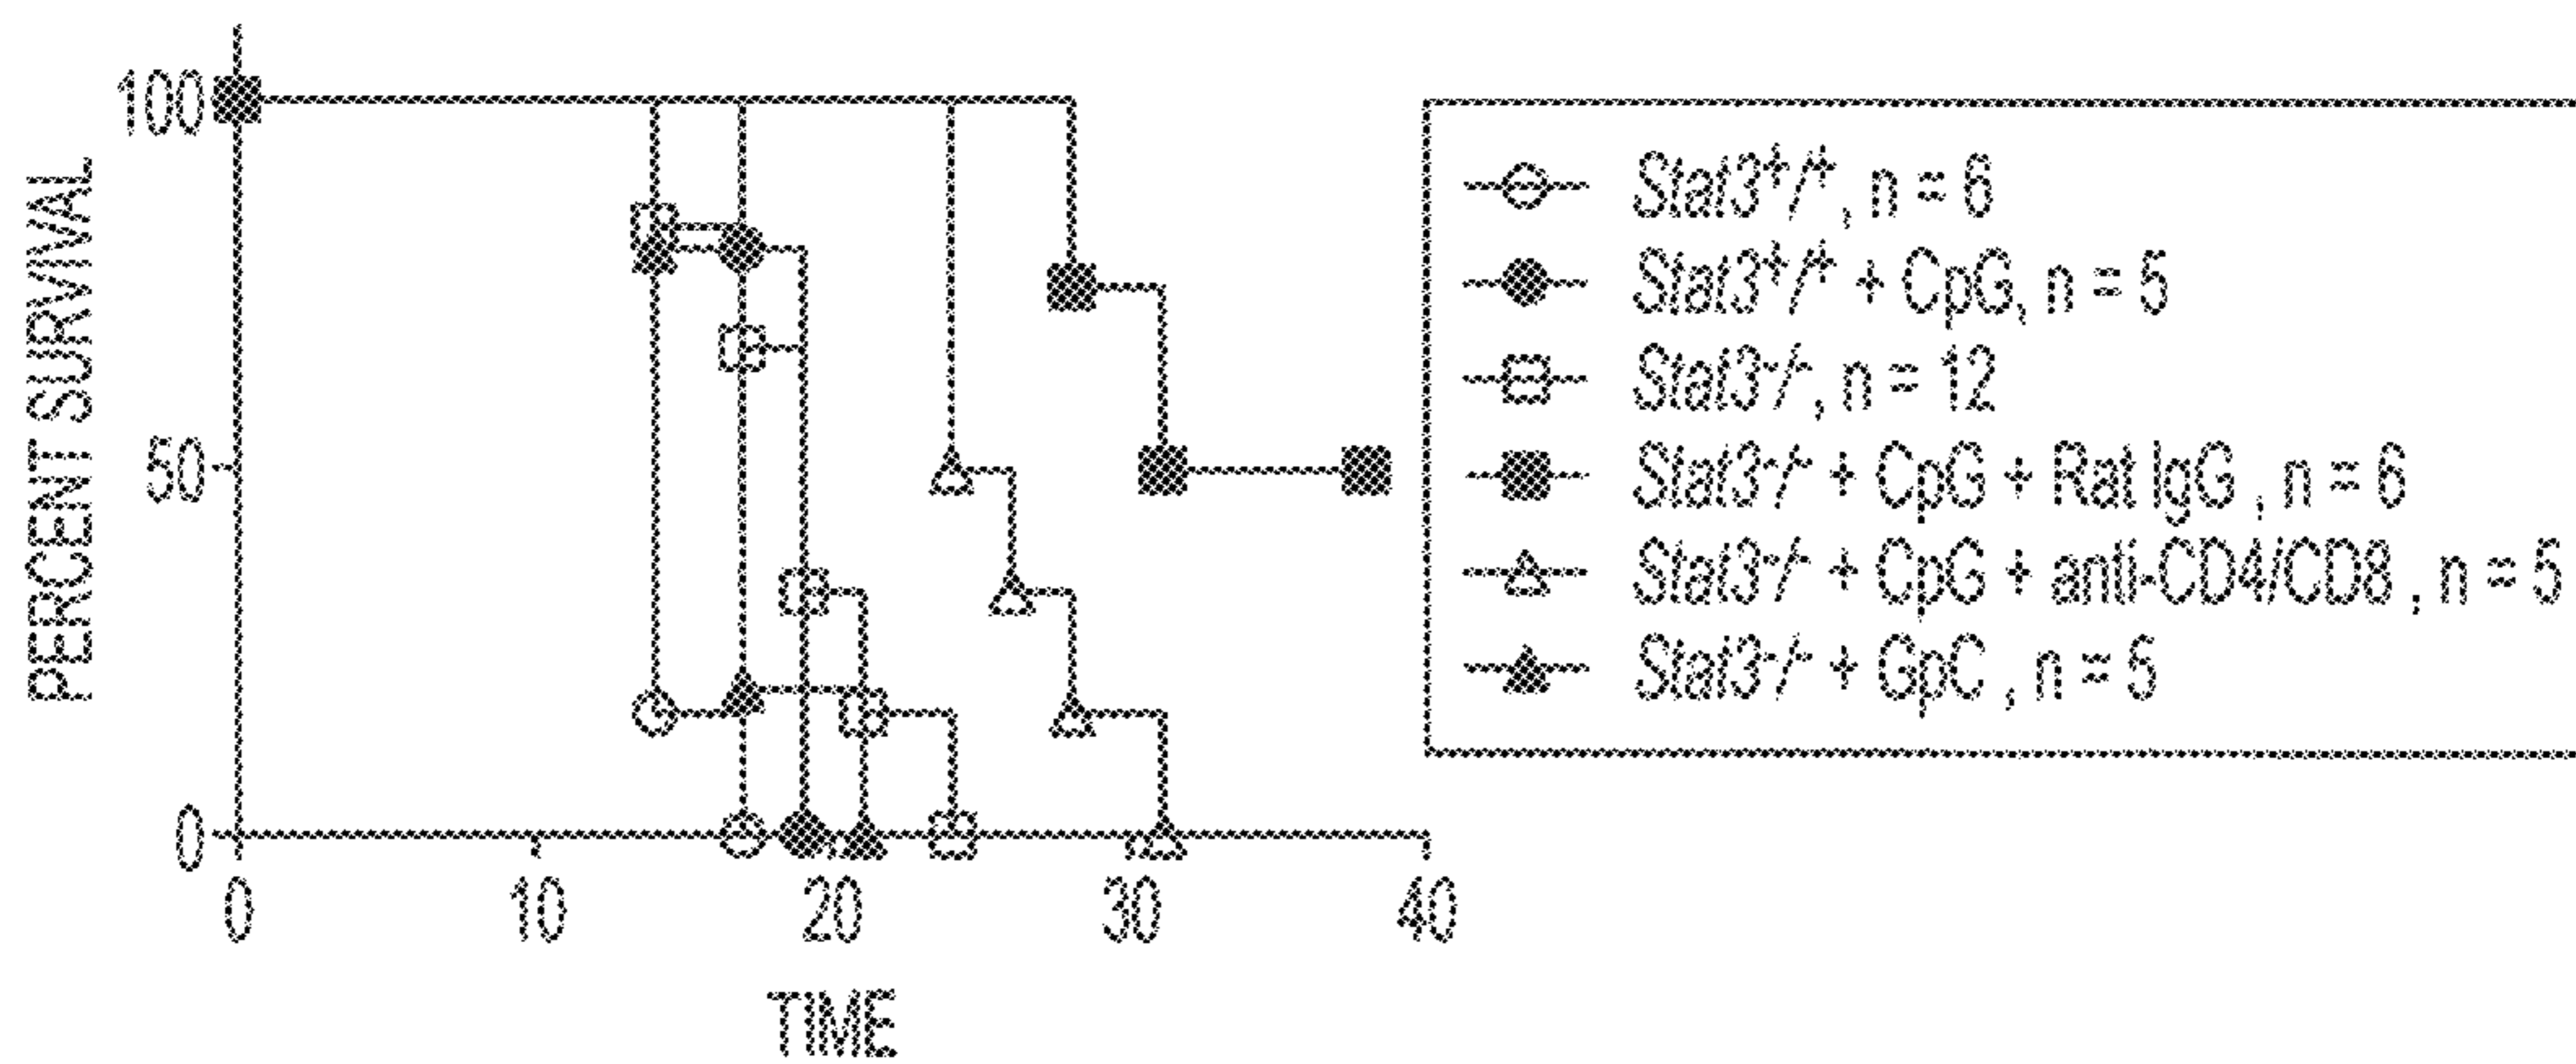 PERCENT SURVIVAL
100
50
0
0 10 20 30 40
TIME
Stat3+/+, n = 6
Stat3+/+ + CpG, n = 5
Stat3-/-, n = 12
Stat3-/- + CpG + Rat IgG, n = 6
Stat3-/- + CpG + anti-CD4/CD8, n = 5
Stat3-/- + GpC, n = 5